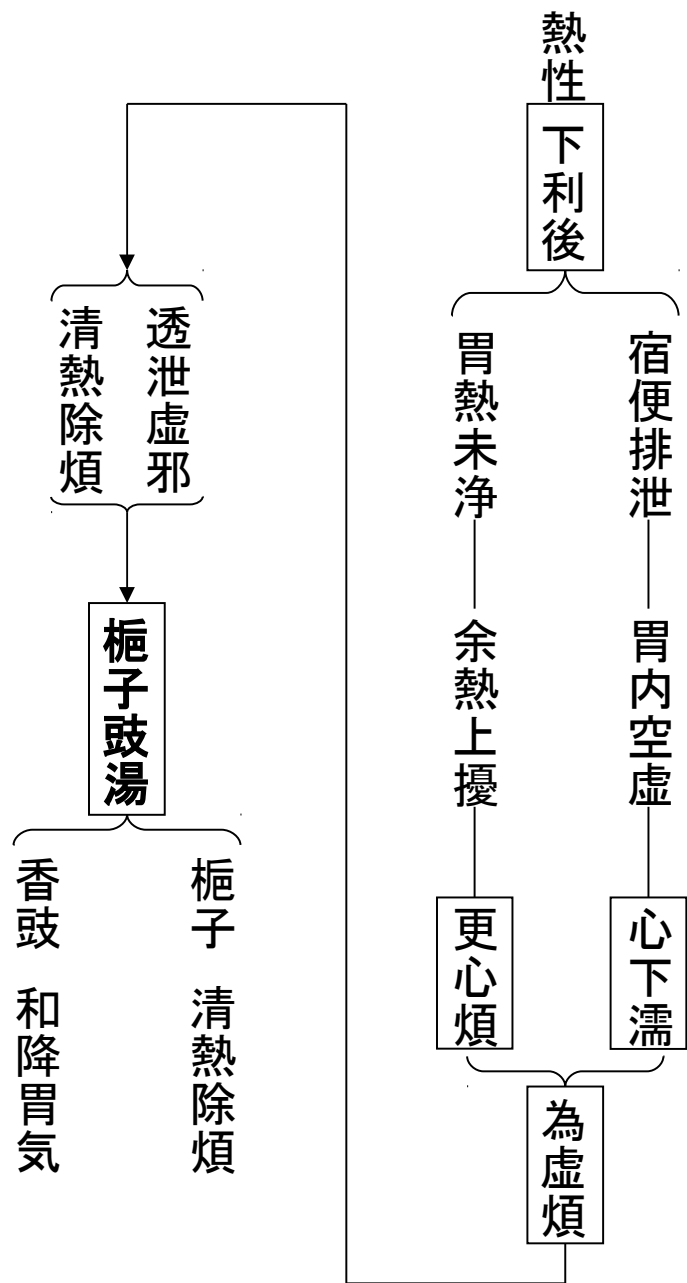 熱性
下利後
宿便排泄
胃内空虚
心下濡
胃熱未浄
余熱上擾
更心煩
為虚煩
透泄虚邪
清熱除煩
梔子豉湯
梔子 清熱除煩
香豉 和降胃気